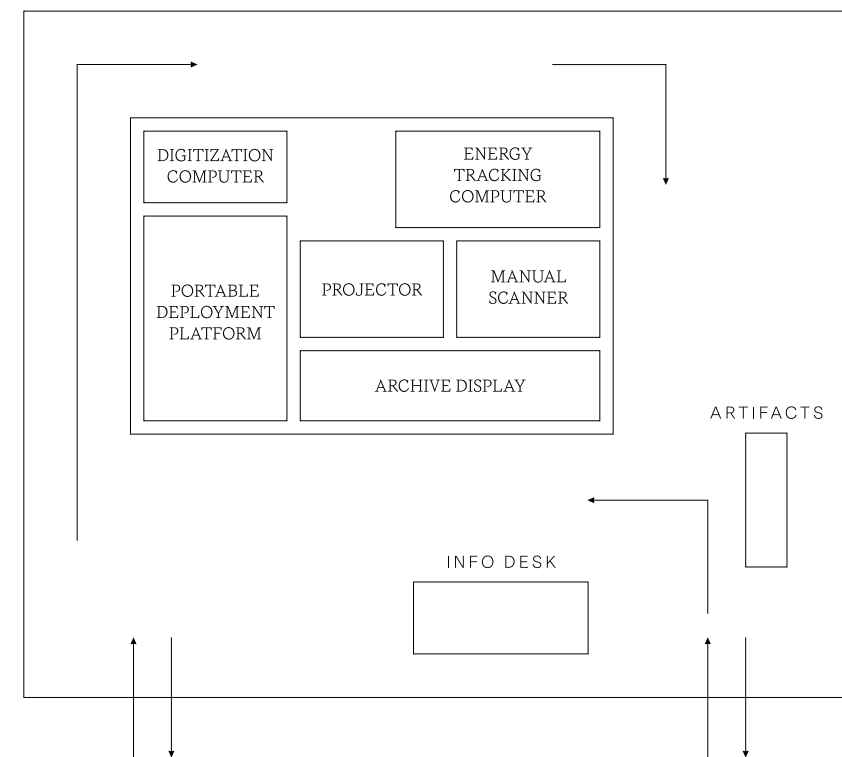 DIGITIZATION
COMPUTER
ENERGY
TRACKING
COMPUTER
PORTABLE
DEPLOYMENT
PLATFORM
PROJECTOR
MANUAL
SCANNER
ARCHIVE DISPLAY
ARTIFACTS
INFO DESK